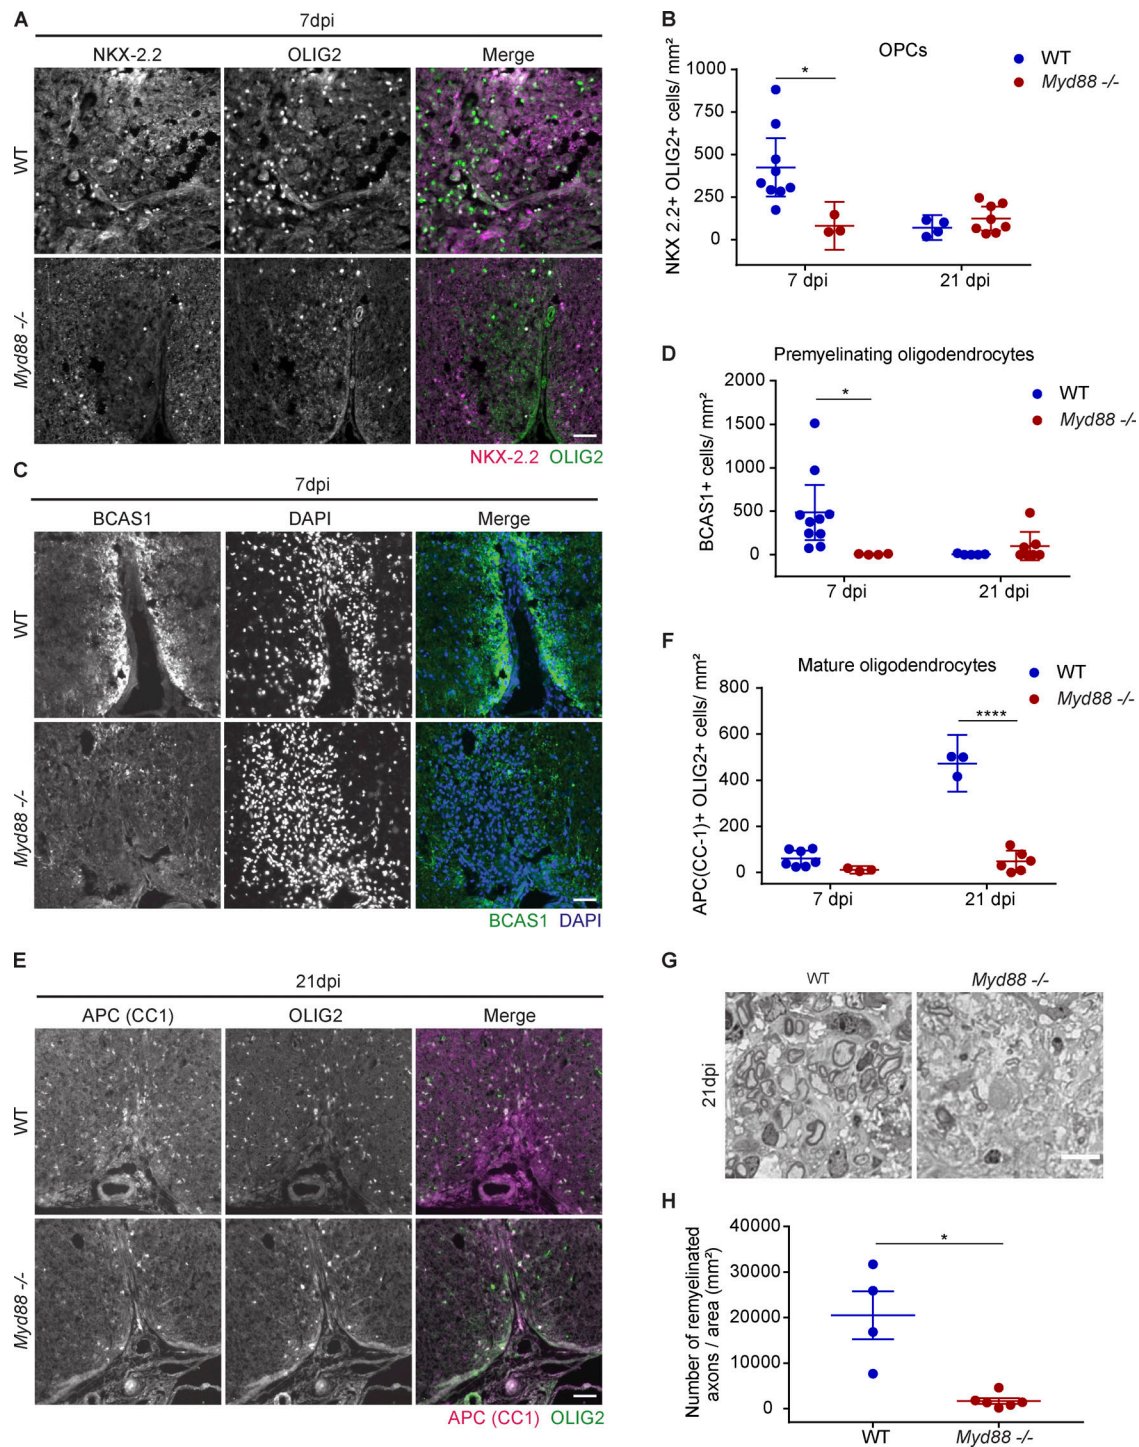 A
7dpi
NKX-2.2 OLIG2 Merge
WT
Myd88 -/-
NKX-2.2 OLIG2
B
OPCs
WT
Myd88 -/-
NKX 2.2+ OLIG2+ cells/ mm²
1000
750
500
250
0
*
7 dpi 21 dpi
C
7dpi
BCAS1 DAPI Merge
WT
Myd88 -/-
BCAS1 DAPI
D
Premyelinating oligodendrocytes
WT
Myd88 -/-
BCAS1+ cells/ mm²
2000
1500
1000
500
0
*
7 dpi 21 dpi
E
21dpi
APC (CC1) OLIG2 Merge
WT
Myd88 -/-
APC (CC1) OLIG2
F
Mature oligodendrocytes
WT
Myd88 -/-
APC(CC-1)+ OLIG2+ cells/ mm²
800
600
400
200
0
****
7 dpi 21 dpi
G
WT Myd88 -/-
21dpi
H
Number of remyelinated
axons / area (mm²)
40000
30000
20000
10000
0
*
WT Myd88 -/-